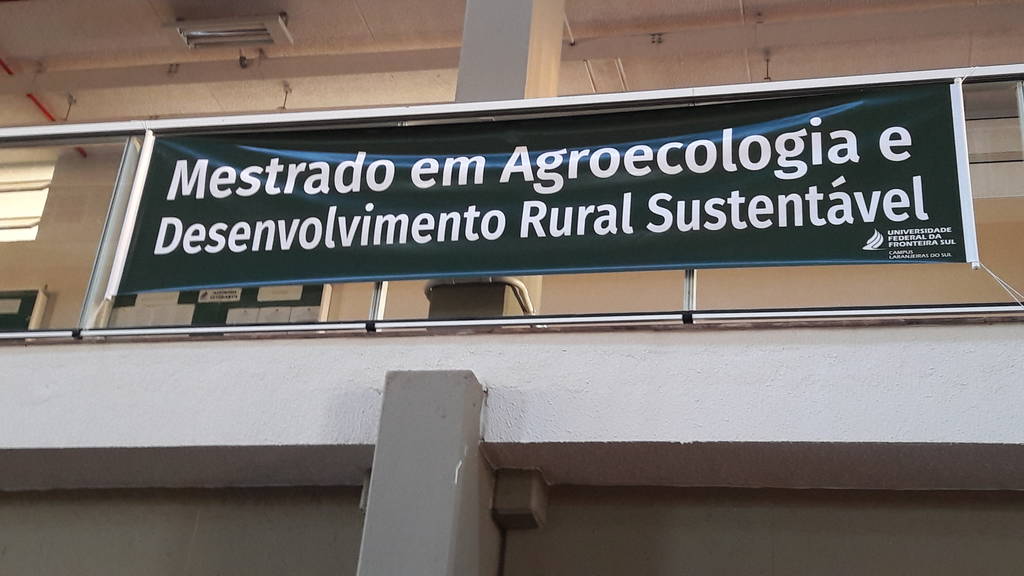 Mestrado em Agroecologia e
Desenvolvimento Rural Sustentável
UNIVERSIDADE
FEDERAL DA
FRONTEIRA SUL
CAMPUS
LARANJEIRAS DO SUL